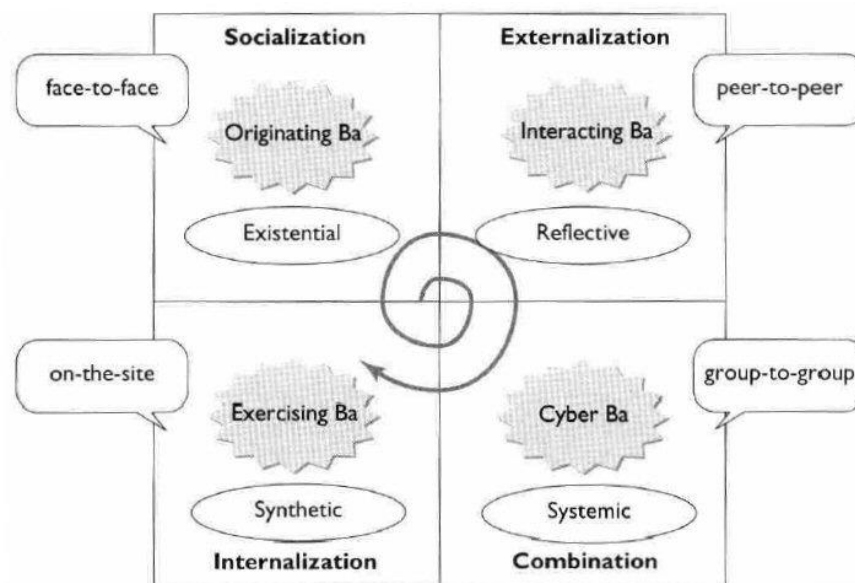 Socialization
Externalization
face-to-face
peer-to-peer
Originating Ba
Interacting Ba
Existential
Reflective
on-the-site
group-to-group
Exercising Ba
Cyber Ba
Synthetic
Systemic
Internalization
Combination